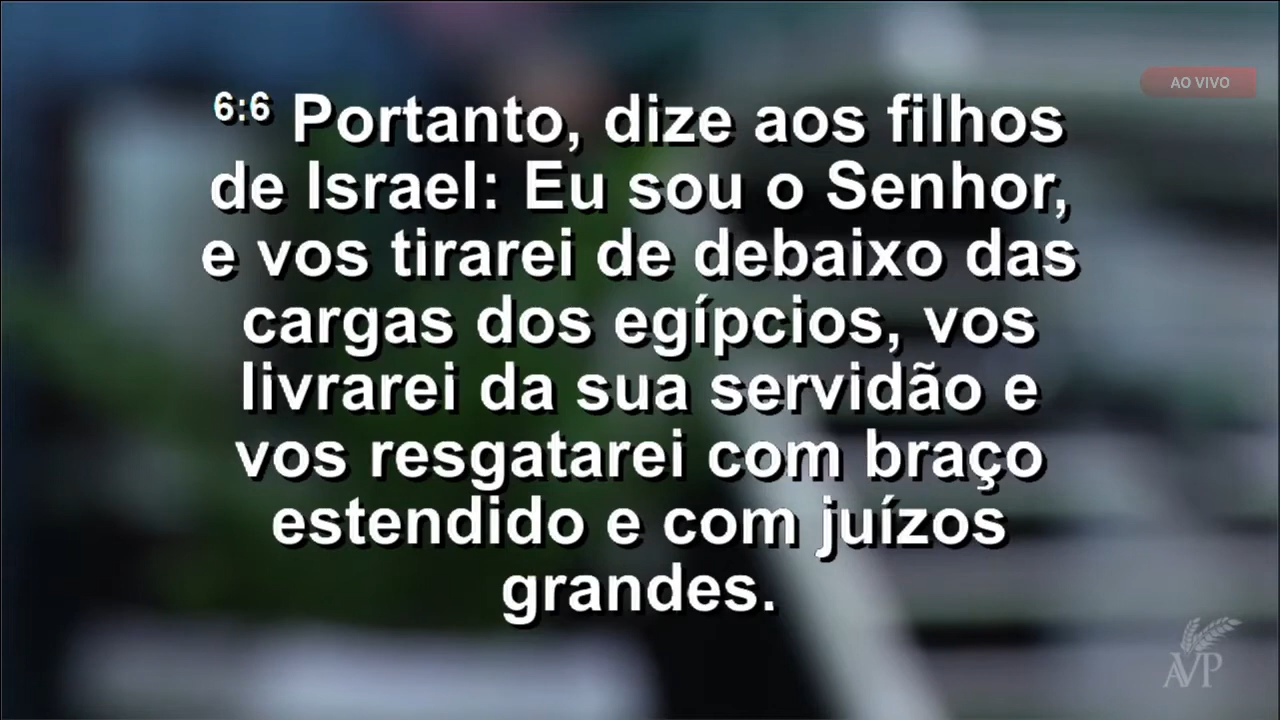 AO VIVO
6:6 Portanto, dize aos filhos
de Israel: Eu sou o Senhor,
e vos tirarei de debaixo das
cargas dos egípcios, vos
livrarei da sua servidão e
vos resgatarei com braço
estendido e com juízos
grandes.
AVP